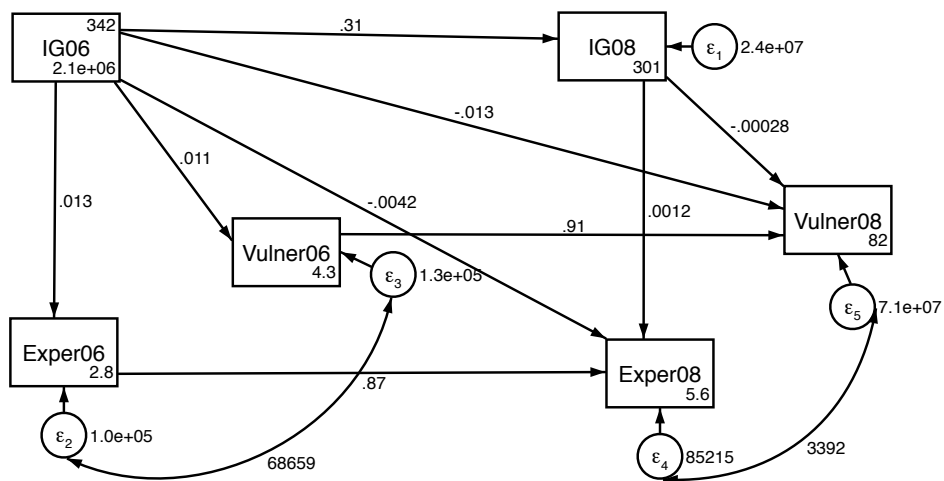 342
IG06
2.1e+06
.31
IG08
301
ε1
2.4e+07
-.013
-.00028
.011
.013
-.0042
.0012
Vulner08
82
.91
Vulner06
4.3
ε3
1.3e+05
ε5
7.1e+07
Exper06
2.8
.87
Exper08
5.6
ε2
1.0e+05
68659
ε4
85215
3392